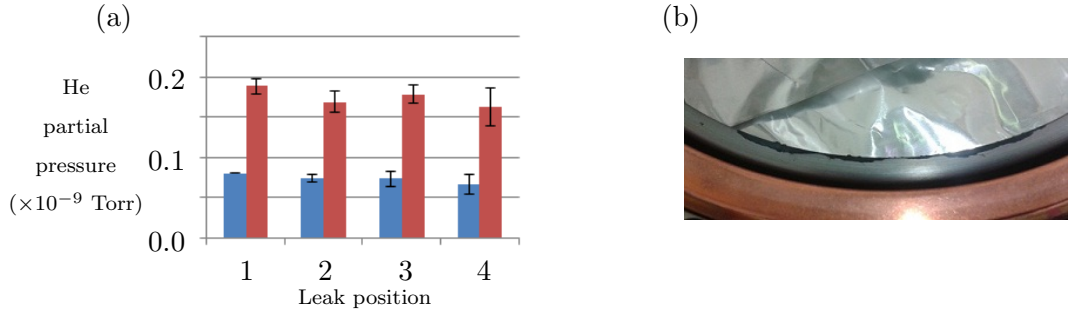 (a)
(b)
He
partial
pressure
(×10⁻⁹ Torr)
0.2
0.1
0.0
1 2 3 4
Leak position